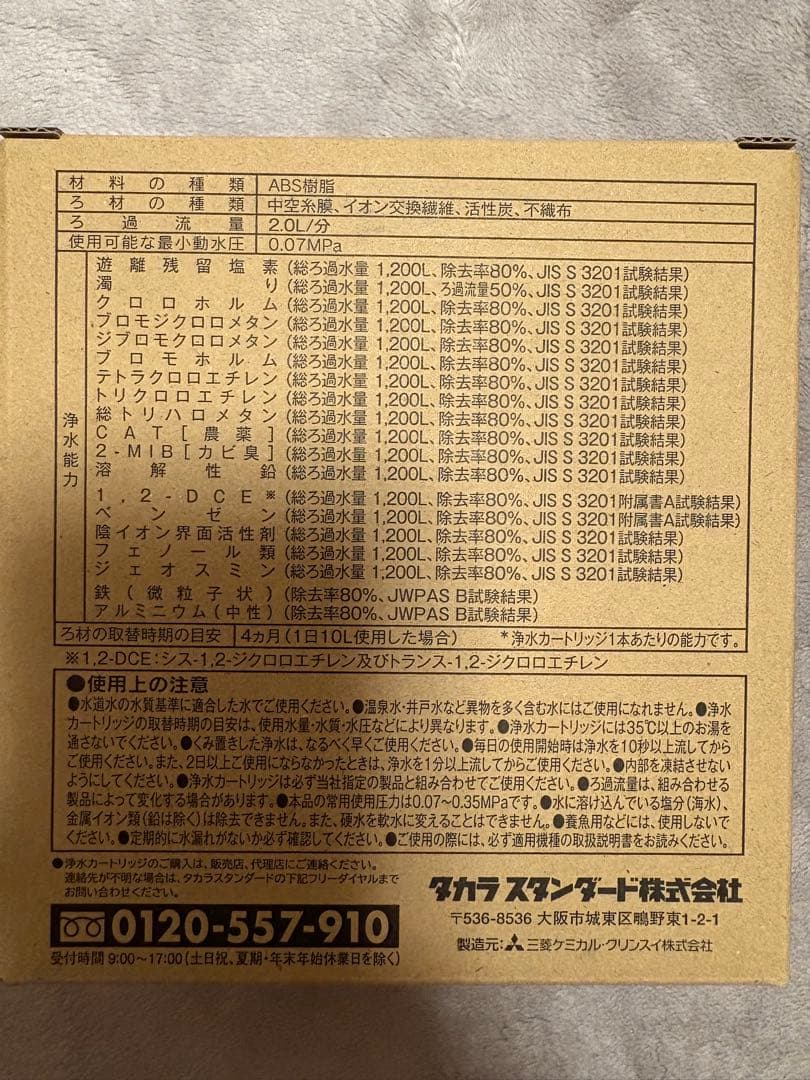 材料の種類 ABS樹脂
ろ材の種類 中空糸膜、イオン交換繊維、活性炭、不織布
ろ過流量 2.0L/分
使用可能な最小動水圧 0.07MPa
浄水能力
遊離残留塩素(総ろ過水量 1,200L、除去率80%、JIS S 3201試験結果)
濁り(総ろ過水量 1,200L、ろ過流量50%、JIS S 3201試験結果)
クロロホルム(総ろ過水量 1,200L、除去率80%、JIS S 3201試験結果)
ブロモジクロロメタン(総ろ過水量 1,200L、除去率80%、JIS S 3201試験結果)
ジブロモクロロメタン(総ろ過水量 1,200L、除去率80%、JIS S 3201試験結果)
ブロモホルム(総ろ過水量 1,200L、除去率80%、JIS S 3201試験結果)
テトラクロロエチレン(総ろ過水量 1,200L、除去率80%、JIS S 3201試験結果)
トリクロロエチレン(総ろ過水量 1,200L、除去率80%、JIS S 3201試験結果)
総トリハロメタン(総ろ過水量 1,200L、除去率80%、JIS S 3201試験結果)
CAT[農薬](総ろ過水量 1,200L、除去率80%、JIS S 3201試験結果)
2-MIB[カビ臭](総ろ過水量 1,200L、除去率80%、JIS S 3201試験結果)
溶解性鉛(総ろ過水量 1,200L、除去率80%、JIS S 3201試験結果)
1,2-DCE※(総ろ過水量 1,200L、除去率80%、JIS S 3201附属書A試験結果)
ベンゼン(総ろ過水量 1,200L、除去率80%、JIS S 3201附属書A試験結果)
陰イオン界面活性剤(総ろ過水量 1,200L、除去率80%、JIS S 3201試験結果)
フェノール類(総ろ過水量 1,200L、除去率80%、JIS S 3201試験結果)
ジェオスミン(総ろ過水量 1,200L、除去率80%、JIS S 3201試験結果)
鉄(微粒子状)(除去率80%、JWPAS B試験結果)
アルミニウム(中性)(除去率80%、JWPAS B試験結果)
ろ材の取替時期の目安 4ヵ月(1日10L使用した場合) *浄水カートリッジ1本あたりの能力です。
※1,2-DCE:シス-1,2-ジクロロエチレン及びトランス-1,2-ジクロロエチレン
●使用上の注意
●水道水の水質基準に適合した水でご使用ください。●温泉水・井戸水など異物を多く含む水にはご使用になれません。●浄水
カートリッジの取替時期の目安は、使用水量・水質・水圧などにより異なります。●浄水カートリッジには35℃以上のお湯を
通さないでください。●くみ置きした浄水は、なるべく早くご使用ください。●毎日の使用開始時は浄水を10秒以上流してから
ご使用ください。また、2日以上ご使用にならなかったときは、浄水を1分以上流してからご使用ください。●内部を凍結させない
ようにしてください。●浄水カートリッジは必ず当社指定の製品と組み合わせてご使用ください。●ろ過流量は、組み合わせる
製品によって変化する場合があります。●本品の常用使用圧力は0.07~0.35MPaです。●水に溶け込んでいる塩分(海水)、
金属イオン類(鉛は除く)は除去できません。また、硬水を軟水に変えることはできません。●養魚用などには、使用しないで
ください。●定期的に水漏れがないか必ず確認してください。●ご使用の際には、必ず適用機種の取扱説明書をお読みください。
●浄水カートリッジのご購入は、販売店、代理店にご連絡ください。
連絡先が不明な場合は、タカラスタンダードの下記フリーダイヤルまで
お問い合わせください。
0120-557-910
受付時間 9:00~17:00(土日祝、夏期・年末年始休業日を除く)
タカラスタンダード株式会社
〒536-8536 大阪市城東区鴫野東1-2-1
製造元: 三菱ケミカル・クリンスイ株式会社